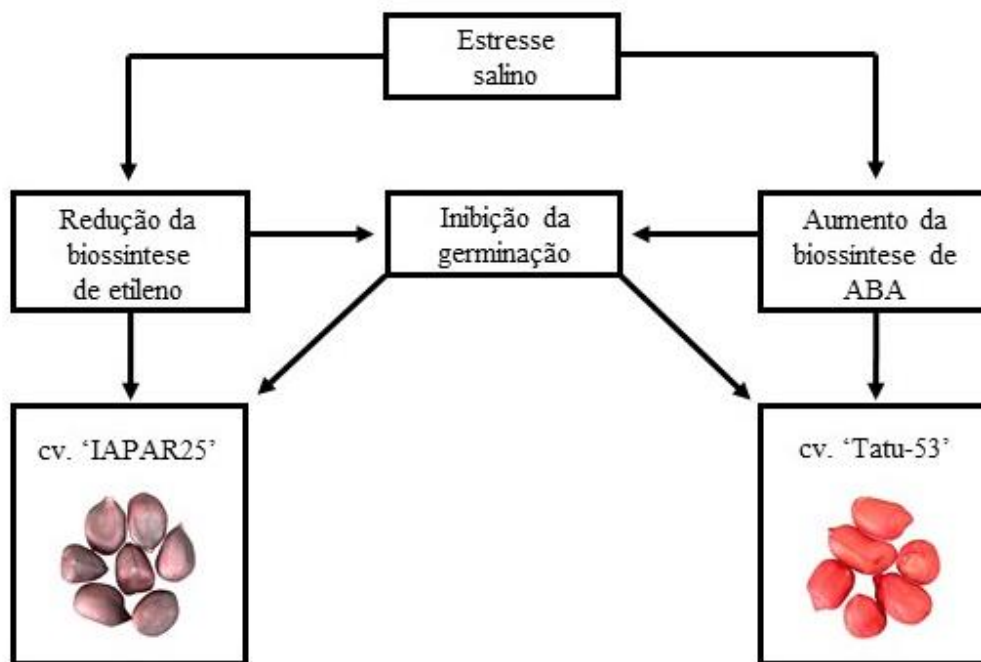 Estresse
salino
Redução da
biossíntese
de etileno
Inibição da
germinação
Aumento da
biossíntese de
ABA
cv. ‘IAPAR25’
cv. ‘Tatu-53’